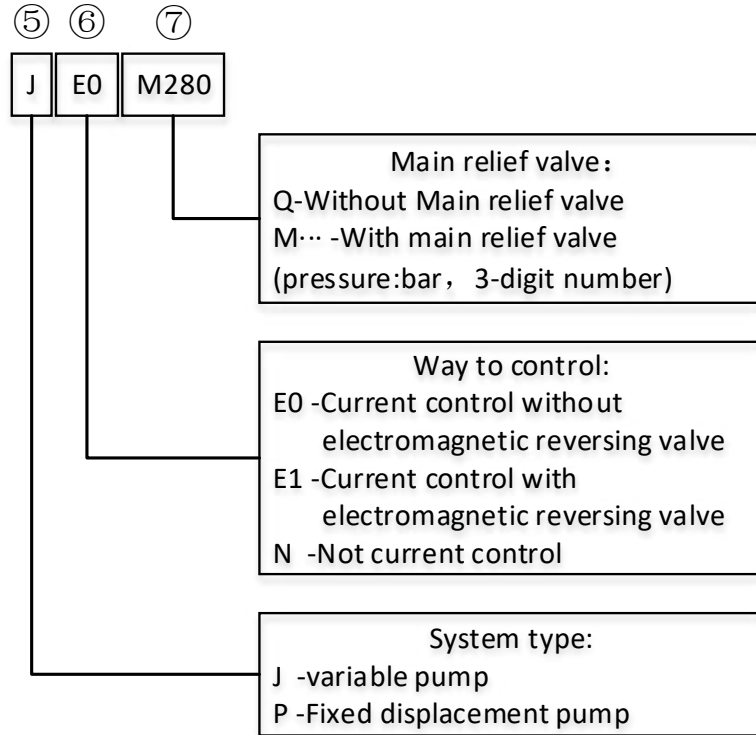 ⑤ ⑥ ⑦
J E0 M280
Main relief valve：
Q-Without Main relief valve
M··· -With main relief valve
(pressure:bar，3-digit number)
Way to control:
E0 -Current control without
electromagnetic reversing valve
E1 -Current control with
electromagnetic reversing valve
N -Not current control
System type:
J -variable pump
P -Fixed displacement pump